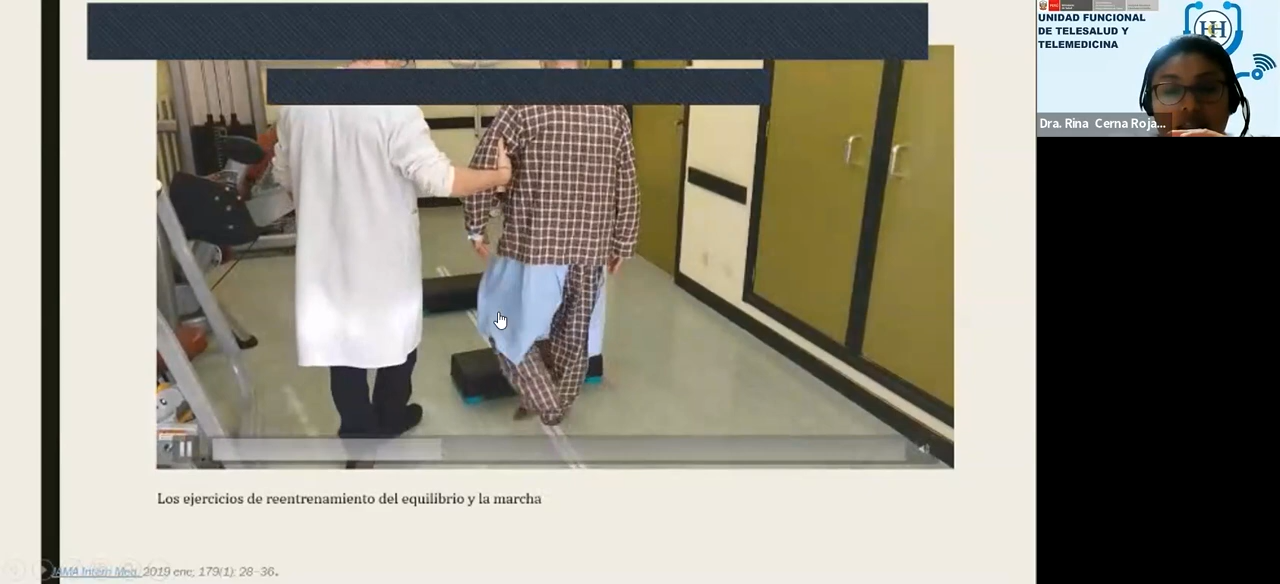 UNIDAD FUNCIONAL
DE TELESALUD Y
TELEMEDICINA
Dra. Rina Cerna Roja...
Los ejercicios de reentrenamiento del equilibrio y la marcha
JAMA Intern Med. 2019 ene; 179(1): 28-36.